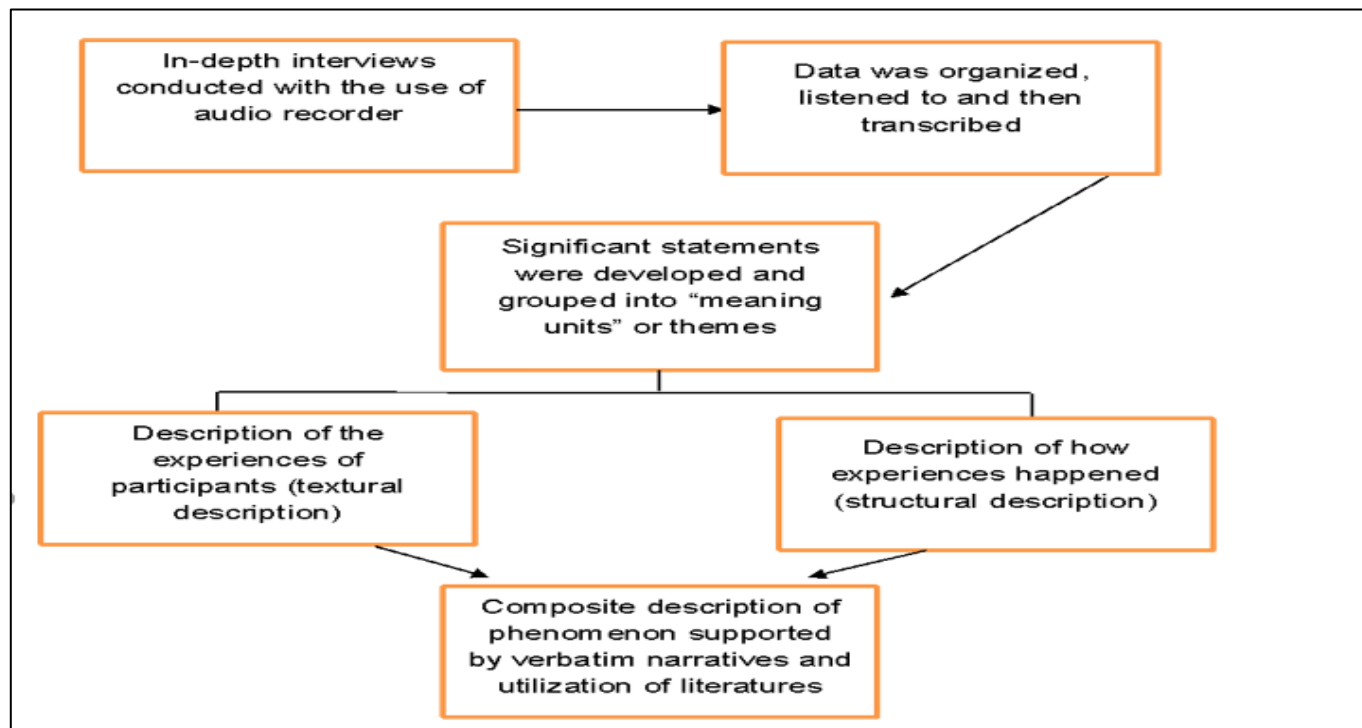 In-depth interviews
conducted with the use of
audio recorder
Data was organized,
listened to and then
transcribed
Significant statements
were developed and
grouped into “meaning
units” or themes
Description of the
experiences of
participants (textural
description)
Description of how
experiences happened
(structural description)
Composite description of
phenomenon supported
by verbatim narratives and
utilization of literatures